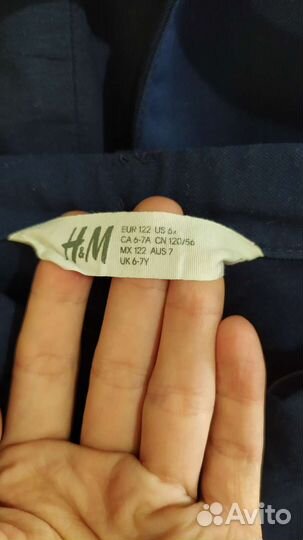 H&M
EUR 122 US 6x
CA 6-7A CN 120/56
MX 122 AUS 7
UK 6-7Y
Avito